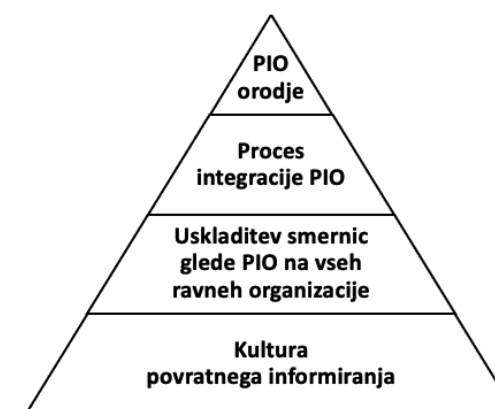 PIO
orodje
Proces
integracije PIO
Uskladitev smernic
glede PIO na vseh
ravneh organizacije
Kultura
povratnega informiranja